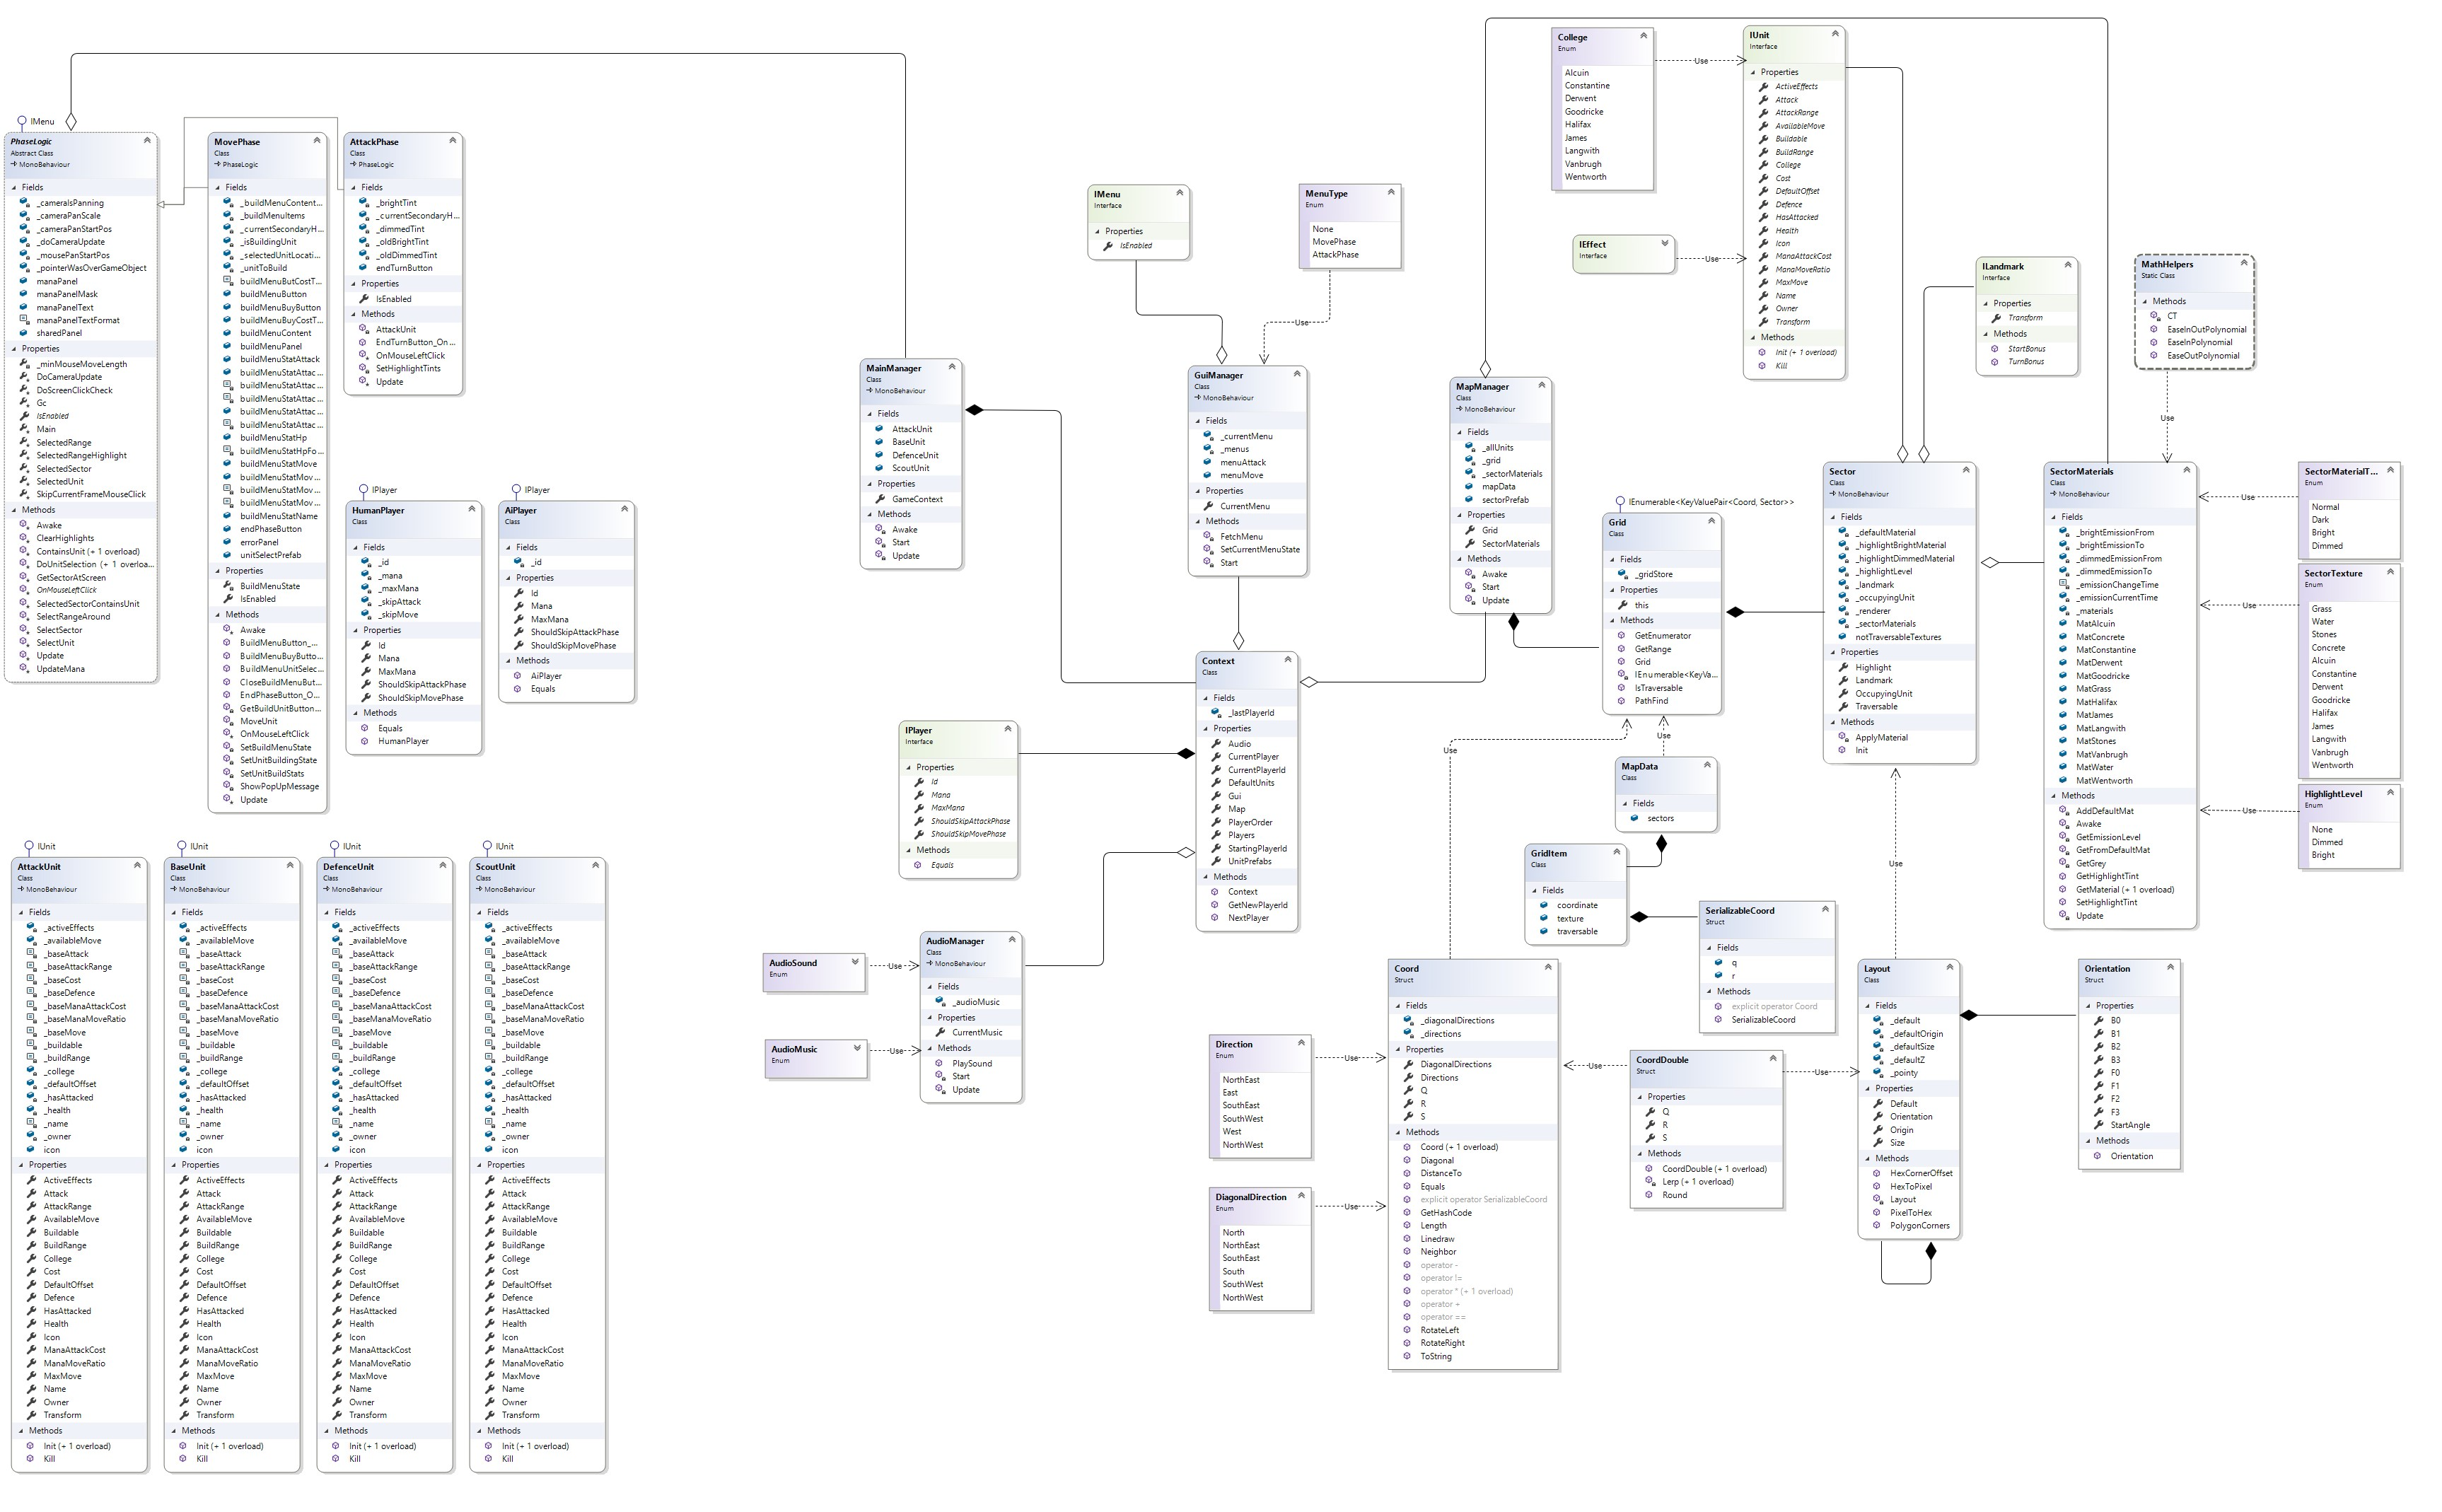 IMenu
PhaseLogic
Abstract Class
MonoBehaviour
Fields
_cameraIsPanning
_cameraPanScale
_cameraPanStartPos
_doCameraUpdate
_mousePanStartPos
_pointerWasOverGameObject
manaPanel
manaPanelMask
manaPanelText
manaPanelTextFormat
sharedPanel
Properties
_minMouseMoveLength
DoCameraUpdate
DoScreenClickCheck
Gc
IsEnabled
Main
SelectedRange
SelectedRangeHighlight
SelectedSector
SelectedUnit
SkipCurrentFrameMouseClick
Methods
Awake
ClearHighlights
ContainsUnit (+ 1 overload)
DoUnitSelection (+ 1 overloa...
GetSectorAtScreen
OnMouseLeftClick
SelectedSectorContainsUnit
SelectRangeAround
SelectSector
SelectUnit
Update
UpdateMana
MovePhase
Class
PhaseLogic
Fields
_buildMenuContent...
_buildMenuItems
_currentSecondaryH...
_isBuildingUnit
_selectedUnitLocati...
_unitToBuild
buildMenuButCostT...
buildMenuButton
buildMenuBuyButton
buildMenuBuyCostT...
buildMenuContent
buildMenuPanel
buildMenuStatAttack
buildMenuStatAttac...
buildMenuStatAttac...
buildMenuStatAttac...
buildMenuStatAttac...
buildMenuStatAttac...
buildMenuStatHp
buildMenuStatHpFo...
buildMenuStatMove
buildMenuStatMov...
buildMenuStatMov...
buildMenuStatMov...
buildMenuStatName
endPhaseButton
errorPanel
unitSelectPrefab
Properties
BuildMenuState
IsEnabled
Methods
Awake
BuildMenuButton_...
BuildMenuBuyButto...
BuildMenuUnitSelec...
CloseBuildMenuBut...
EndPhaseButton_O...
GetBuildUnitButton...
MoveUnit
OnMouseLeftClick
SetBuildMenuState
SetUnitBuildingState
SetUnitBuildStats
ShowPopUpMessage
Update
AttackPhase
Class
PhaseLogic
Fields
_brightTint
_currentSecondaryH...
_dimmedTint
_oldBrightTint
_oldDimmedTint
endTurnButton
Properties
IsEnabled
Methods
AttackUnit
EndTurnButton_On...
OnMouseLeftClick
SetHighlightTints
Update
IPlayer
HumanPlayer
Class
Fields
_id
_mana
_maxMana
_skipAttack
_skipMove
Properties
Id
Mana
MaxMana
ShouldSkipAttackPhase
ShouldSkipMovePhase
Methods
Equals
HumanPlayer
IPlayer
AiPlayer
Class
Fields
_id
Properties
Id
Mana
MaxMana
ShouldSkipAttackPhase
ShouldSkipMovePhase
Methods
AiPlayer
Equals
IUnit
AttackUnit
Class
MonoBehaviour
Fields
_activeEffects
_availableMove
_baseAttack
_baseAttackRange
_baseCost
_baseDefence
_baseManaAttackCost
_baseManaMoveRatio
_baseMove
_buildable
_buildRange
_college
_defaultOffset
_hasAttacked
_health
_name
_owner
icon
Properties
ActiveEffects
Attack
AttackRange
AvailableMove
Buildable
BuildRange
College
Cost
DefaultOffset
Defence
HasAttacked
Health
Icon
ManaAttackCost
ManaMoveRatio
MaxMove
Name
Owner
Transform
Methods
Init (+ 1 overload)
Kill
IUnit
BaseUnit
Class
MonoBehaviour
Fields
_activeEffects
_availableMove
_baseAttack
_baseAttackRange
_baseCost
_baseDefence
_baseManaAttackCost
_baseManaMoveRatio
_baseMove
_buildable
_buildRange
_college
_defaultOffset
_hasAttacked
_health
_name
_owner
icon
Properties
ActiveEffects
Attack
AttackRange
AvailableMove
Buildable
BuildRange
College
Cost
DefaultOffset
Defence
HasAttacked
Health
Icon
ManaAttackCost
ManaMoveRatio
MaxMove
Name
Owner
Transform
Methods
Init (+ 1 overload)
Kill
IUnit
DefenceUnit
Class
MonoBehaviour
Fields
_activeEffects
_availableMove
_baseAttack
_baseAttackRange
_baseCost
_baseDefence
_baseManaAttackCost
_baseManaMoveRatio
_baseMove
_buildable
_buildRange
_college
_defaultOffset
_hasAttacked
_health
_name
_owner
icon
Properties
ActiveEffects
Attack
AttackRange
AvailableMove
Buildable
BuildRange
College
Cost
DefaultOffset
Defence
HasAttacked
Health
Icon
ManaAttackCost
ManaMoveRatio
MaxMove
Name
Owner
Transform
Methods
Init (+ 1 overload)
Kill
IUnit
ScoutUnit
Class
MonoBehaviour
Fields
_activeEffects
_availableMove
_baseAttack
_baseAttackRange
_baseCost
_baseDefence
_baseManaAttackCost
_baseManaMoveRatio
_baseMove
_buildable
_buildRange
_college
_defaultOffset
_hasAttacked
_health
_name
_owner
icon
Properties
ActiveEffects
Attack
AttackRange
AvailableMove
Buildable
BuildRange
College
Cost
DefaultOffset
Defence
HasAttacked
Health
Icon
ManaAttackCost
ManaMoveRatio
MaxMove
Name
Owner
Transform
Methods
Init (+ 1 overload)
Kill
MainManager
Class
MonoBehaviour
Fields
AttackUnit
BaseUnit
DefenceUnit
ScoutUnit
Properties
GameContext
Methods
Awake
Start
Update
IMenu
Interface
Properties
IsEnabled
MenuType
Enum
None
MovePhase
AttackPhase
Use
GuiManager
Class
MonoBehaviour
Fields
_currentMenu
_menus
menuAttack
menuMove
Properties
CurrentMenu
Methods
FetchMenu
SetCurrentMenuState
Start
Context
Class
Fields
_lastPlayerId
Properties
Audio
CurrentPlayer
CurrentPlayerId
DefaultUnits
Gui
Map
PlayerOrder
Players
StartingPlayerId
UnitPrefabs
Methods
Context
GetNewPlayerId
NextPlayer
IPlayer
Interface
Properties
Id
Mana
MaxMana
ShouldSkipAttackPhase
ShouldSkipMovePhase
Methods
Equals
AudioSound
Enum
Use
AudioMusic
Enum
Use
AudioManager
Class
MonoBehaviour
Fields
_audioMusic
Properties
CurrentMusic
Methods
PlaySound
Start
Update
MapManager
Class
MonoBehaviour
Fields
_allUnits
_grid
_sectorMaterials
mapData
sectorPrefab
Properties
Grid
SectorMaterials
Methods
Awake
Start
Update
College
Enum
Alcuin
Constantine
Derwent
Goodricke
Halifax
James
Langwith
Vanbrugh
Wentworth
Use
IEffect
Interface
Use
IUnit
Interface
Properties
ActiveEffects
Attack
AttackRange
AvailableMove
Buildable
BuildRange
College
Cost
DefaultOffset
Defence
HasAttacked
Health
Icon
ManaAttackCost
ManaMoveRatio
MaxMove
Name
Owner
Transform
Methods
Init (+ 1 overload)
Kill
ILandmark
Interface
Properties
Transform
Methods
StartBonus
TurnBonus
MathHelpers
Static Class
Methods
CT
EaseInOutPolynomial
EaseInPolynomial
EaseOutPolynomial
Use
IEnumerable<KeyValuePair<Coord, Sector>>
Grid
Class
Fields
_gridStore
Properties
this
Methods
GetEnumerator
GetRange
Grid
IEnumerable<KeyVa...
IsTraversable
PathFind
Use
Use
MapData
Class
Fields
sectors
GridItem
Class
Fields
coordinate
texture
traversable
SerializableCoord
Struct
Fields
q
r
Methods
explicit operator Coord
SerializableCoord
Sector
Class
MonoBehaviour
Fields
_defaultMaterial
_highlightBrightMaterial
_highlightDimmedMaterial
_highlightLevel
_landmark
_occupyingUnit
_renderer
_sectorMaterials
notTraversableTextures
Properties
Highlight
Landmark
OccupyingUnit
Traversable
Methods
ApplyMaterial
Init
Use
SectorMaterials
Class
MonoBehaviour
Fields
_brightEmissionFrom
_brightEmissionTo
_dimmedEmissionFrom
_dimmedEmissionTo
_emissionChangeTime
_emissionCurrentTime
_materials
MatAlcuin
MatConcrete
MatConstantine
MatDerwent
MatGoodricke
MatGrass
MatHalifax
MatJames
MatLangwith
MatStones
MatVanbrugh
MatWater
MatWentworth
Methods
AddDefaultMat
Awake
GetEmissionLevel
GetFromDefaultMat
GetGrey
GetHighlightTint
GetMaterial (+ 1 overload)
SetHighlightTint
Update
SectorMaterialT...
Enum
Normal
Dark
Bright
Dimmed
Use
SectorTexture
Enum
Grass
Water
Stones
Concrete
Alcuin
Constantine
Derwent
Goodricke
Halifax
James
Langwith
Vanbrugh
Wentworth
Use
HighlightLevel
Enum
None
Dimmed
Bright
Use
Direction
Enum
NorthEast
East
SouthEast
SouthWest
West
NorthWest
Use
DiagonalDirection
Enum
North
NorthEast
SouthEast
South
SouthWest
NorthWest
Use
Coord
Struct
Fields
_diagonalDirections
_directions
Properties
DiagonalDirections
Directions
Q
R
S
Methods
Coord (+ 1 overload)
Diagonal
DistanceTo
Equals
explicit operator SerializableCoord
GetHashCode
Length
Linedraw
Neighbor
operator -
operator !=
operator * (+ 1 overload)
operator +
operator ==
RotateLeft
RotateRight
ToString
Use
CoordDouble
Struct
Properties
Q
R
S
Methods
CoordDouble (+ 1 overload)
Lerp (+ 1 overload)
Round
Use
Layout
Class
Fields
_default
_defaultOrigin
_defaultSize
_defaultZ
_pointy
Properties
Default
Orientation
Origin
Size
Methods
HexCornerOffset
HexToPixel
Layout
PixelToHex
PolygonCorners
Orientation
Struct
Properties
B0
B1
B2
B3
F0
F1
F2
F3
StartAngle
Methods
Orientation